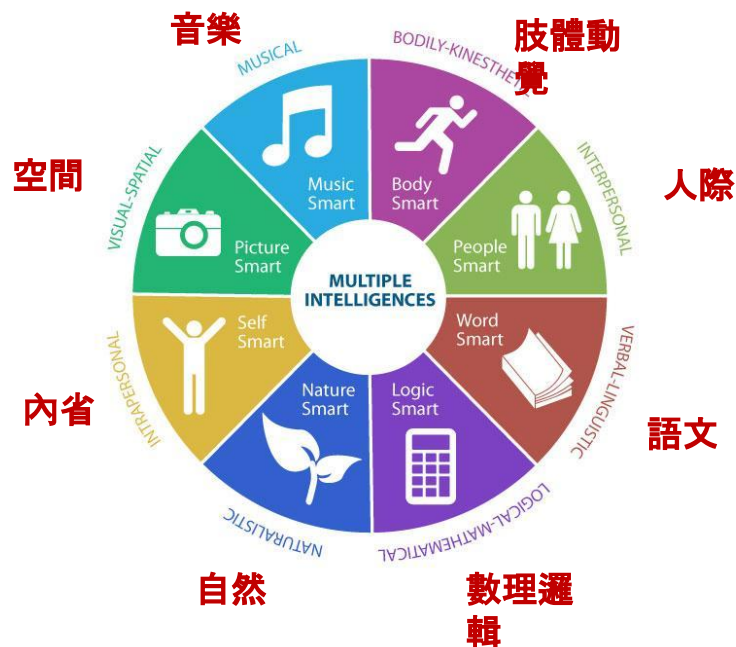 音樂
MUSICAL
BODILY-KINESTHETIC
肢體動
覺
空間
VISUAL-SPATIAL
INTERPERSONAL
人際
Music
Smart
Body
Smart
Picture
Smart
People
Smart
MULTIPLE
INTELLIGENCES
Self
Smart
Word
Smart
內省
INTRAPERSONAL
VERBAL-LINGUISTIC
語文
Nature
Smart
Logic
Smart
NATURALISTIC
LOGICAL-MATHEMATICAL
自然
數理邏
輯